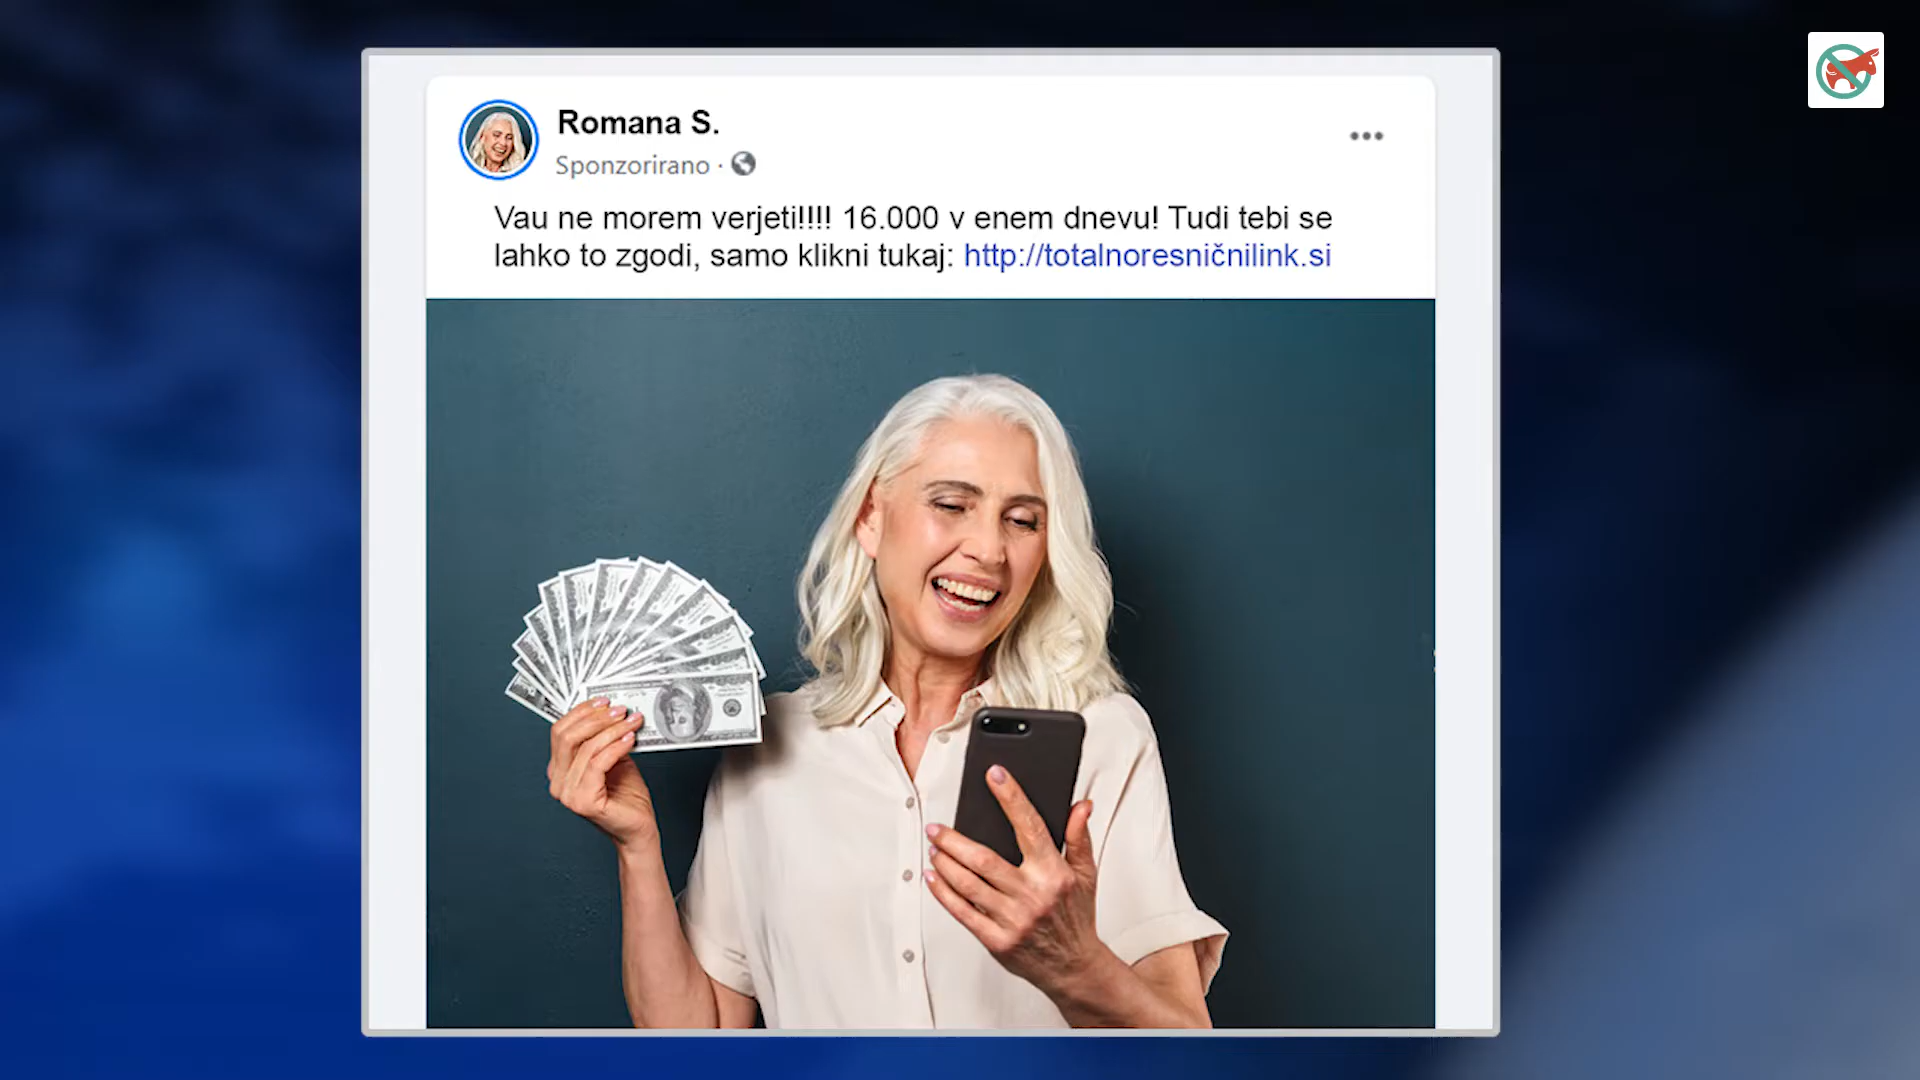 Romana S.
Sponzorirano ·
Vau ne morem verjeti!!!! 16.000 v enem dnevu! Tudi tebi se
lahko to zgodi, samo klikni tukaj: http://totalnoresničnilink.si